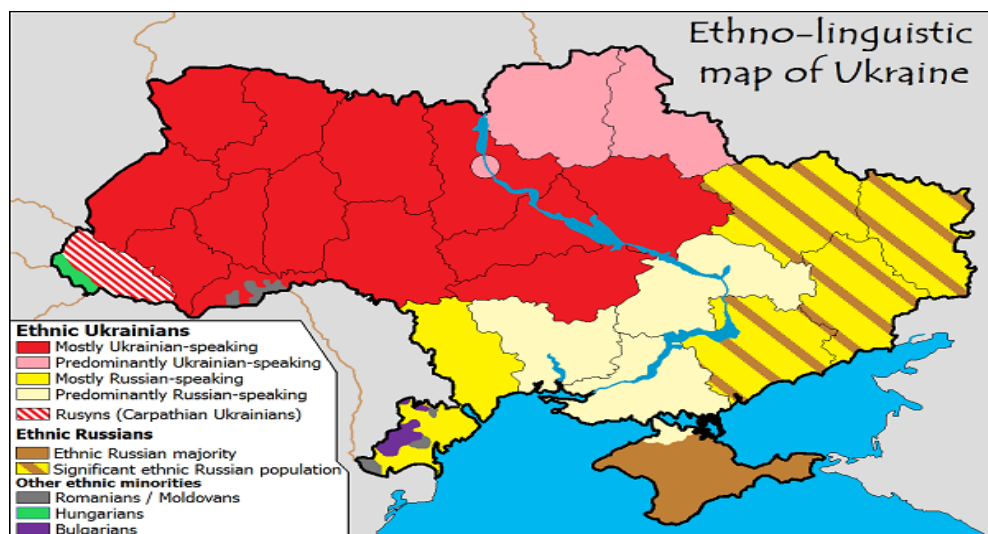 Ethno-linguistic
map of Ukraine
Ethnic Ukrainians
Mostly Ukrainian-speaking
Predominantly Ukrainian-speaking
Mostly Russian-speaking
Predominantly Russian-speaking
Rusyns (Carpathian Ukrainians)
Ethnic Russians
Ethnic Russian majority
Significant ethnic Russian population
Other ethnic minorities
Romanians / Moldovans
Hungarians
Bulgarians